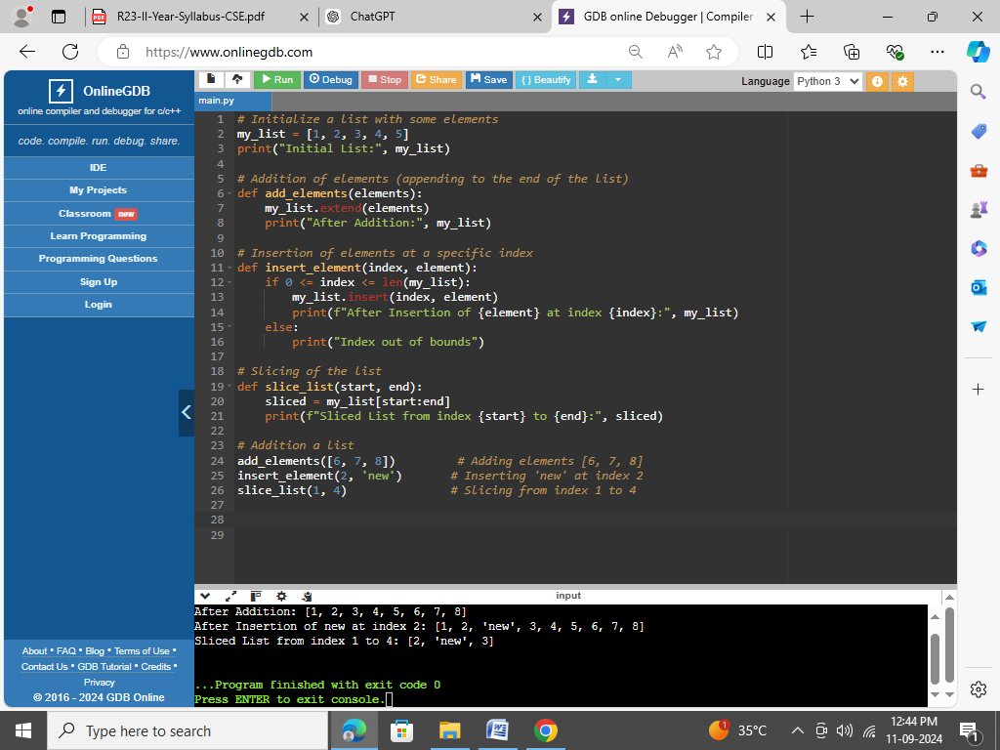 R23-II-Year-Syllabus-CSE.pdf
ChatGPT
GDB online Debugger | Compiler
https://www.onlinegdb.com
OnlineGDB
online compiler and debugger for c/c++
code. compile. run. debug. share.
IDE
My Projects
Classroom new
Learn Programming
Programming Questions
Sign Up
Login
About • FAQ • Blog • Terms of Use •
Contact Us • GDB Tutorial • Credits •
Privacy
© 2016 - 2024 GDB Online
Run Debug Stop Share Save { } Beautify
Language Python 3
main.py
1 # Initialize a list with some elements
2 my_list = [1, 2, 3, 4, 5]
3 print("Initial List:", my_list)
4
5 # Addition of elements (appending to the end of the list)
6 def add_elements(elements):
7 my_list.extend(elements)
8 print("After Addition:", my_list)
9
10 # Insertion of elements at a specific index
11 def insert_element(index, element):
12 if 0 <= index <= len(my_list):
13 my_list.insert(index, element)
14 print(f"After Insertion of {element} at index {index}:", my_list)
15 else:
16 print("Index out of bounds")
17
18 # Slicing of the list
19 def slice_list(start, end):
20 sliced = my_list[start:end]
21 print(f"Sliced List from index {start} to {end}:", sliced)
22
23 # Addition a list
24 add_elements([6, 7, 8]) # Adding elements [6, 7, 8]
25 insert_element(2, 'new') # Inserting 'new' at index 2
26 slice_list(1, 4) # Slicing from index 1 to 4
27
28
29
input
After Addition: [1, 2, 3, 4, 5, 6, 7, 8]
After Insertion of new at index 2: [1, 2, 'new', 3, 4, 5, 6, 7, 8]
Sliced List from index 1 to 4: [2, 'new', 3]
...Program finished with exit code 0
Press ENTER to exit console.
Type here to search
1
35°C
12:44 PM
11-09-2024
1